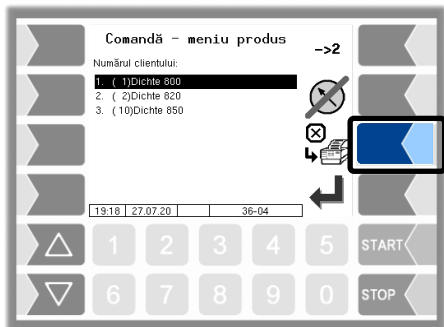 Comandă - meniu produs
->2
Numărul clientului:
1. ( 1)Dichte 800
2. ( 2)Dichte 820
3. ( 10)Dichte 850
19:18 27.07.20 36-04
1 2 3 4 5 START
6 7 8 9 0 STOP